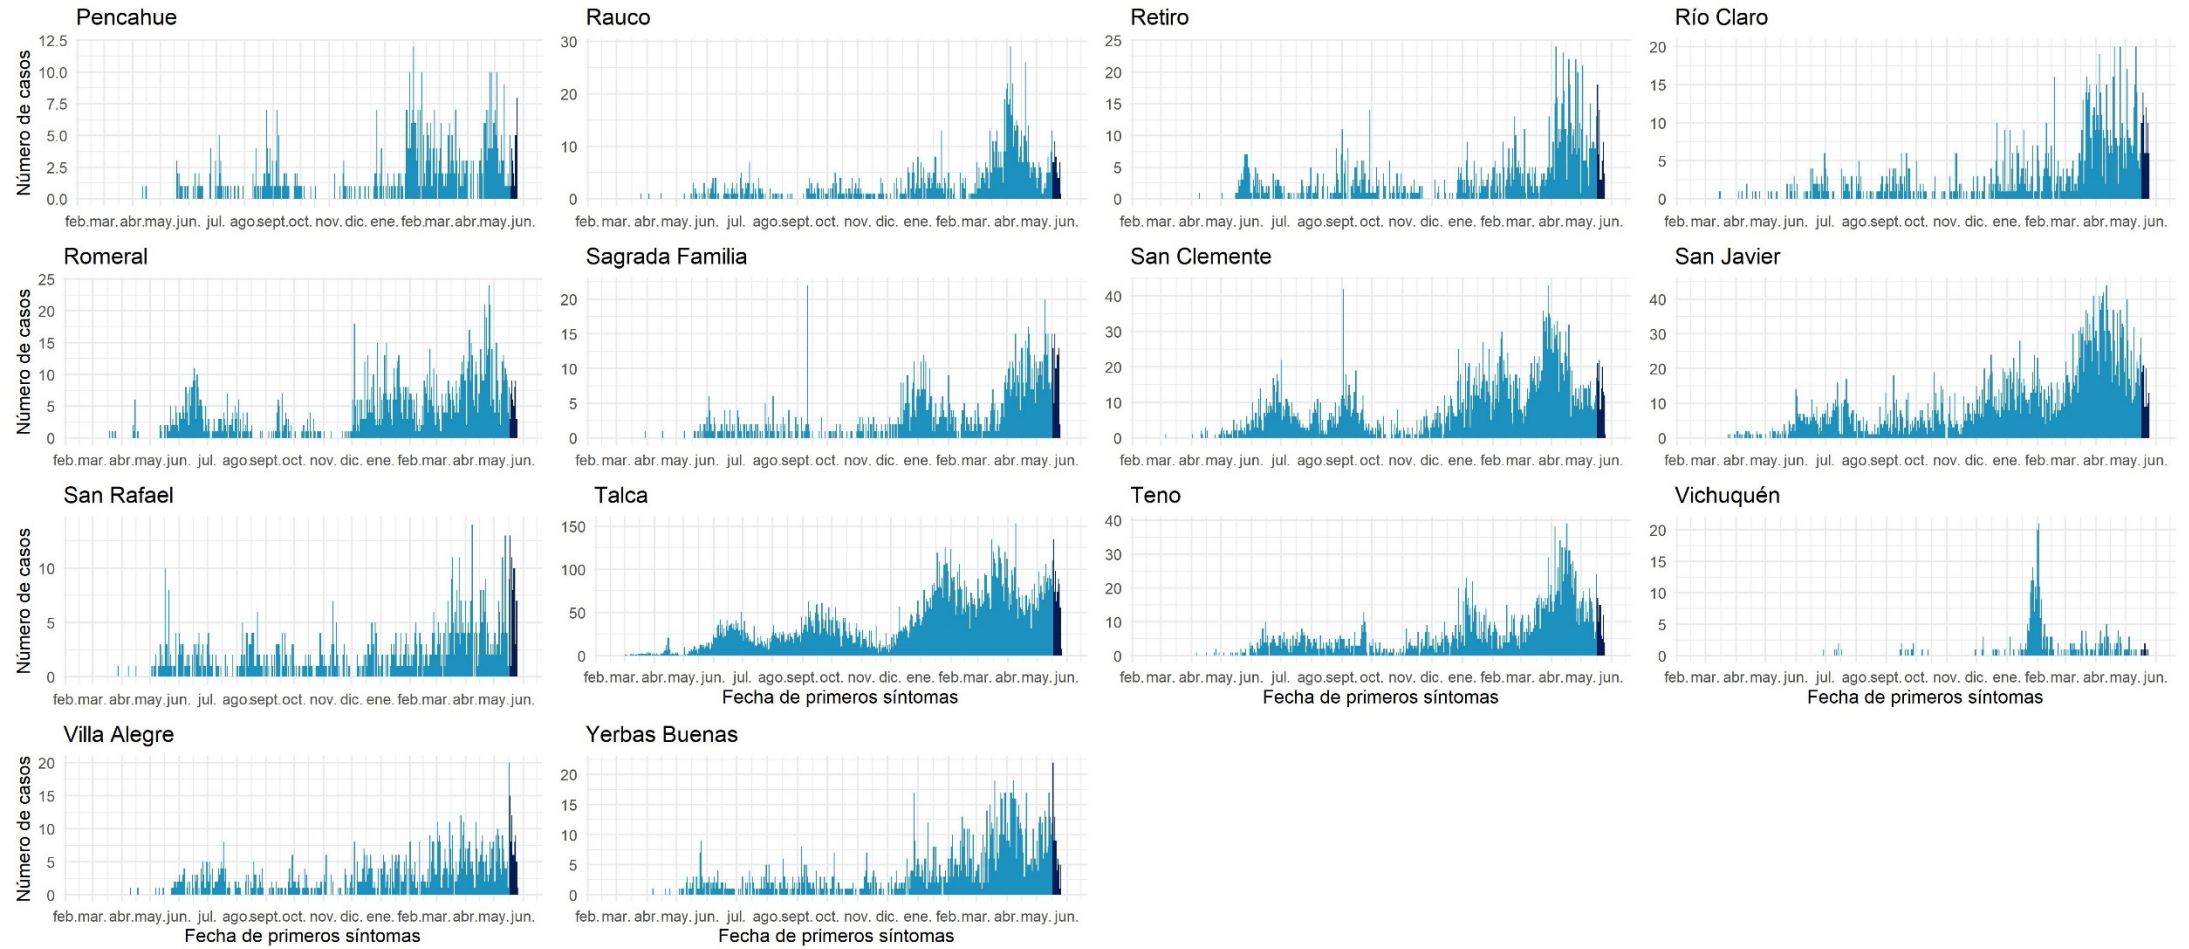 Pencahue
Número de casos
12.5
10.0
7.5
5.0
2.5
0.0
feb. mar. abr. may. jun. jul. ago. sept. oct. nov. dic. ene. feb. mar. abr. may. jun.
Rauco
30
20
10
0
feb. mar. abr. may. jun. jul. ago. sept. oct. nov. dic. ene. feb. mar. abr. may. jun.
Retiro
25
20
15
10
5
0
feb. mar. abr. may. jun. jul. ago. sept. oct. nov. dic. ene. feb. mar. abr. may. jun.
Río Claro
20
15
10
5
0
feb. mar. abr. may. jun. jul. ago. sept. oct. nov. dic. ene. feb. mar. abr. may. jun.
Romeral
Número de casos
25
20
15
10
5
0
feb. mar. abr. may. jun. jul. ago. sept. oct. nov. dic. ene. feb. mar. abr. may. jun.
Sagrada Familia
20
15
10
5
0
feb. mar. abr. may. jun. jul. ago. sept. oct. nov. dic. ene. feb. mar. abr. may. jun.
San Clemente
40
30
20
10
0
feb. mar. abr. may. jun. jul. ago. sept. oct. nov. dic. ene. feb. mar. abr. may. jun.
San Javier
40
30
20
10
0
feb. mar. abr. may. jun. jul. ago. sept. oct. nov. dic. ene. feb. mar. abr. may. jun.
San Rafael
Número de casos
10
5
0
feb. mar. abr. may. jun. jul. ago. sept. oct. nov. dic. ene. feb. mar. abr. may. jun.
Talca
150
100
50
0
feb. mar. abr. may. jun. jul. ago. sept. oct. nov. dic. ene. feb. mar. abr. may. jun.
Fecha de primeros síntomas
Teno
40
30
20
10
0
feb. mar. abr. may. jun. jul. ago. sept. oct. nov. dic. ene. feb. mar. abr. may. jun.
Fecha de primeros síntomas
Vichuquén
20
15
10
5
0
feb. mar. abr. may. jun. jul. ago. sept. oct. nov. dic. ene. feb. mar. abr. may. jun.
Fecha de primeros síntomas
Villa Alegre
Número de casos
20
15
10
5
0
feb. mar. abr. may. jun. jul. ago. sept. oct. nov. dic. ene. feb. mar. abr. may. jun.
Fecha de primeros síntomas
Yerbas Buenas
20
15
10
5
0
feb. mar. abr. may. jun. jul. ago. sept. oct. nov. dic. ene. feb. mar. abr. may. jun.
Fecha de primeros síntomas